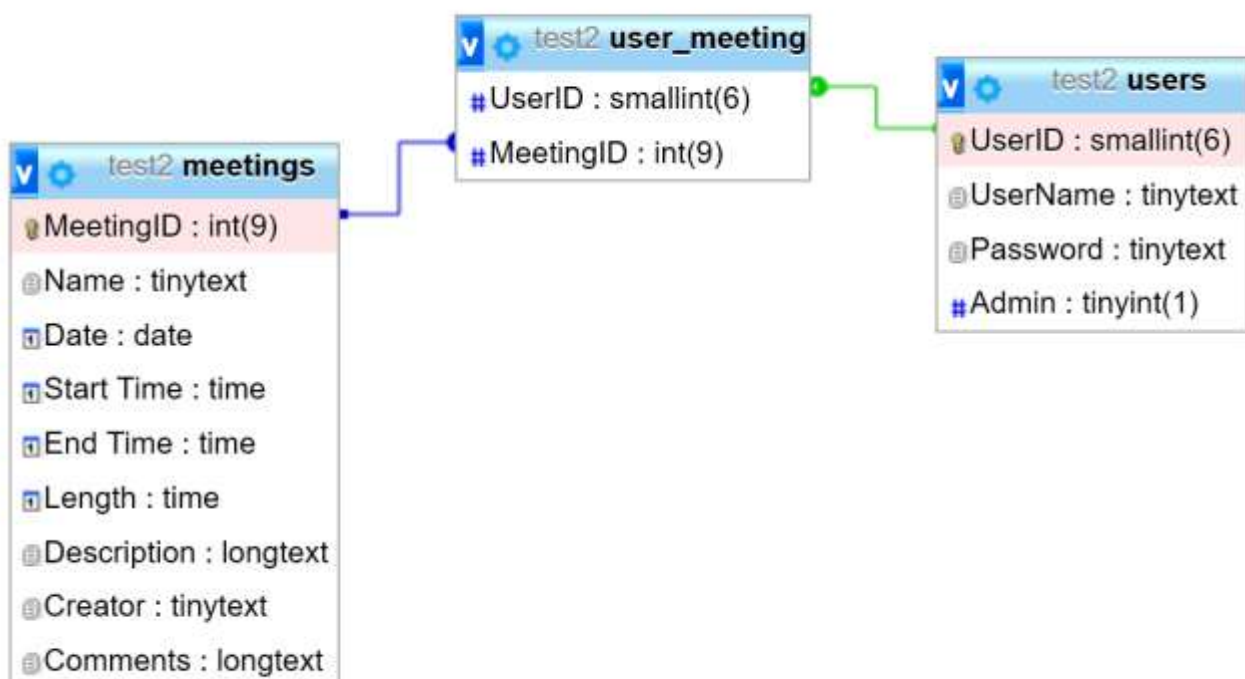 test2 meetings
MeetingID : int(9)
Name : tinytext
Date : date
Start Time : time
End Time : time
Length : time
Description : longtext
Creator : tinytext
Comments : longtext
v test2 user_meeting
#UserID : smallint(6)
#MeetingID : int(9)
v test2 users
UserID : smallint(6)
UserName : tinytext
Password : tinytext
#Admin : tinyint(1)